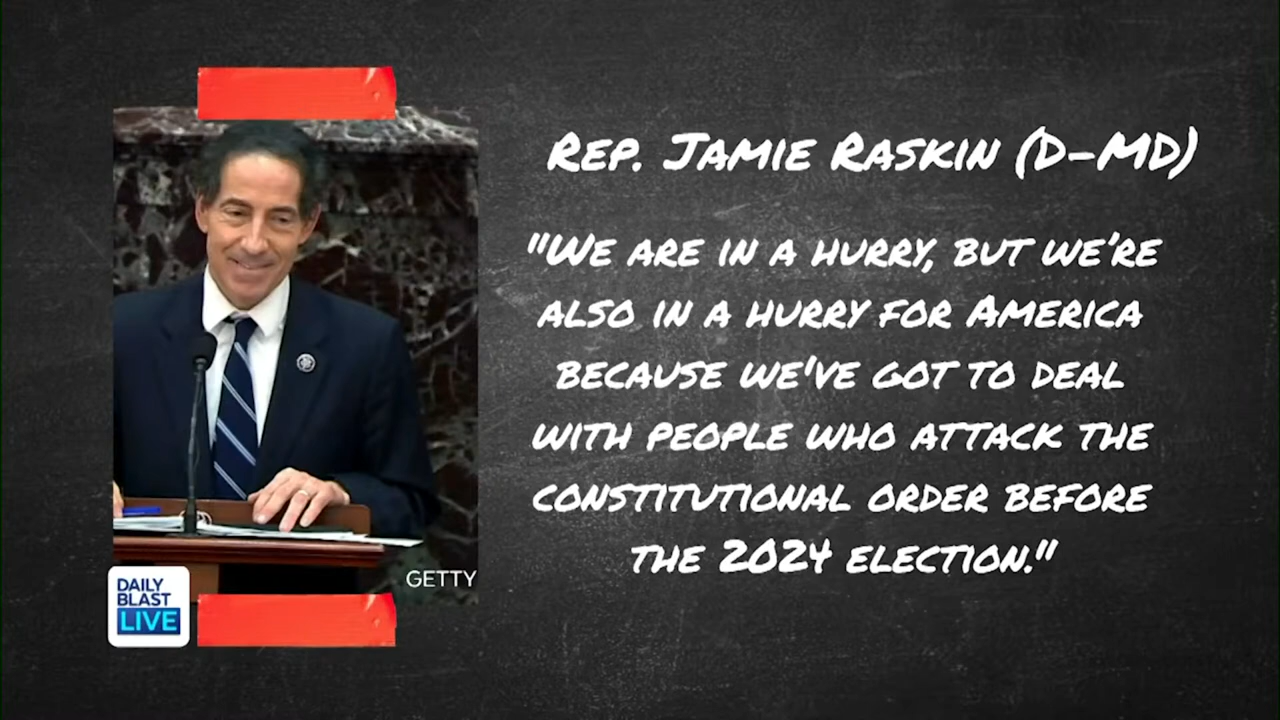 REP. JAMIE RASKIN (D-MD)
"WE ARE IN A HURRY, BUT WE'RE
ALSO IN A HURRY FOR AMERICA
BECAUSE WE'VE GOT TO DEAL
WITH PEOPLE WHO ATTACK THE
CONSTITUTIONAL ORDER BEFORE
THE 2024 ELECTION."
GETTY
DAILY
BLAST
LIVE